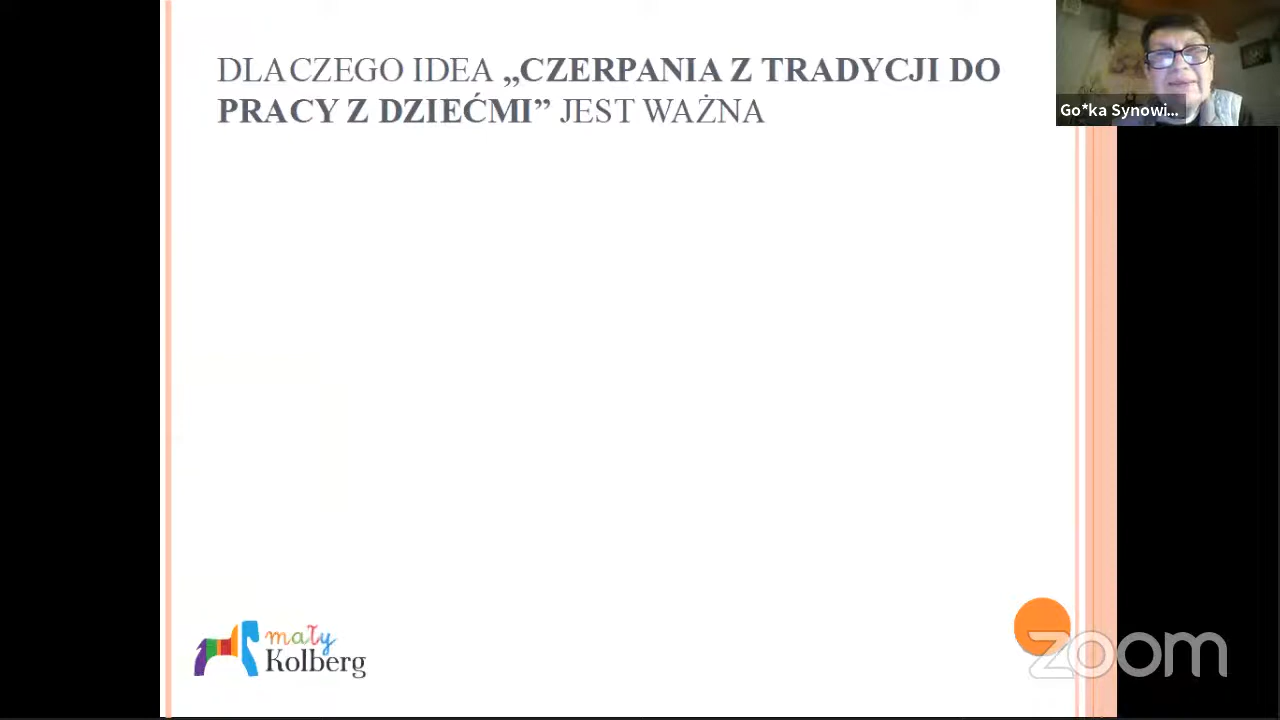 DLACZEGO IDEA „CZERPANIA Z TRADYCJI DO
PRACY Z DZIEĆMI” JEST WAŻNA
Go*ka Synowi...
mały
Kolberg
zoom